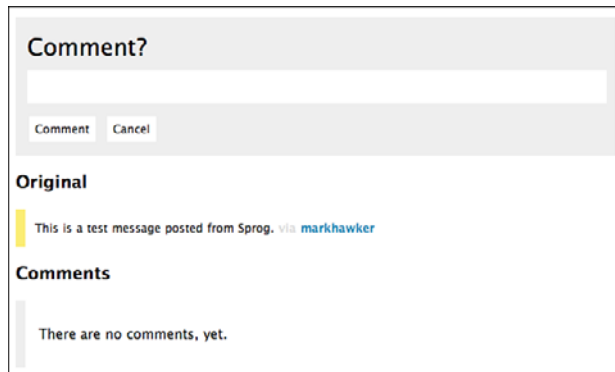 Comment?
Comment Cancel
Original
This is a test message posted from Sprog. via markhawker
Comments
There are no comments, yet.